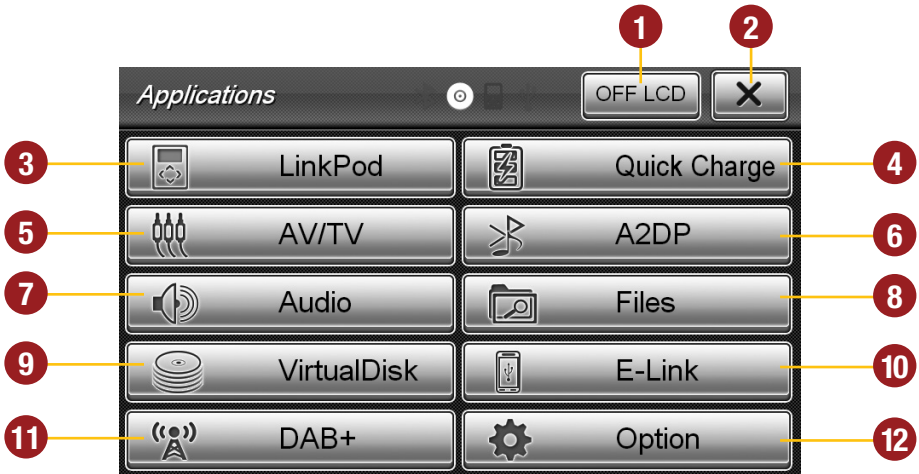 1 2
Applications OFF LCD
3 LinkPod Quick Charge 4
5 AV/TV A2DP 6
7 Audio Files 8
9 VirtualDisk E-Link 10
11 DAB+ Option 12